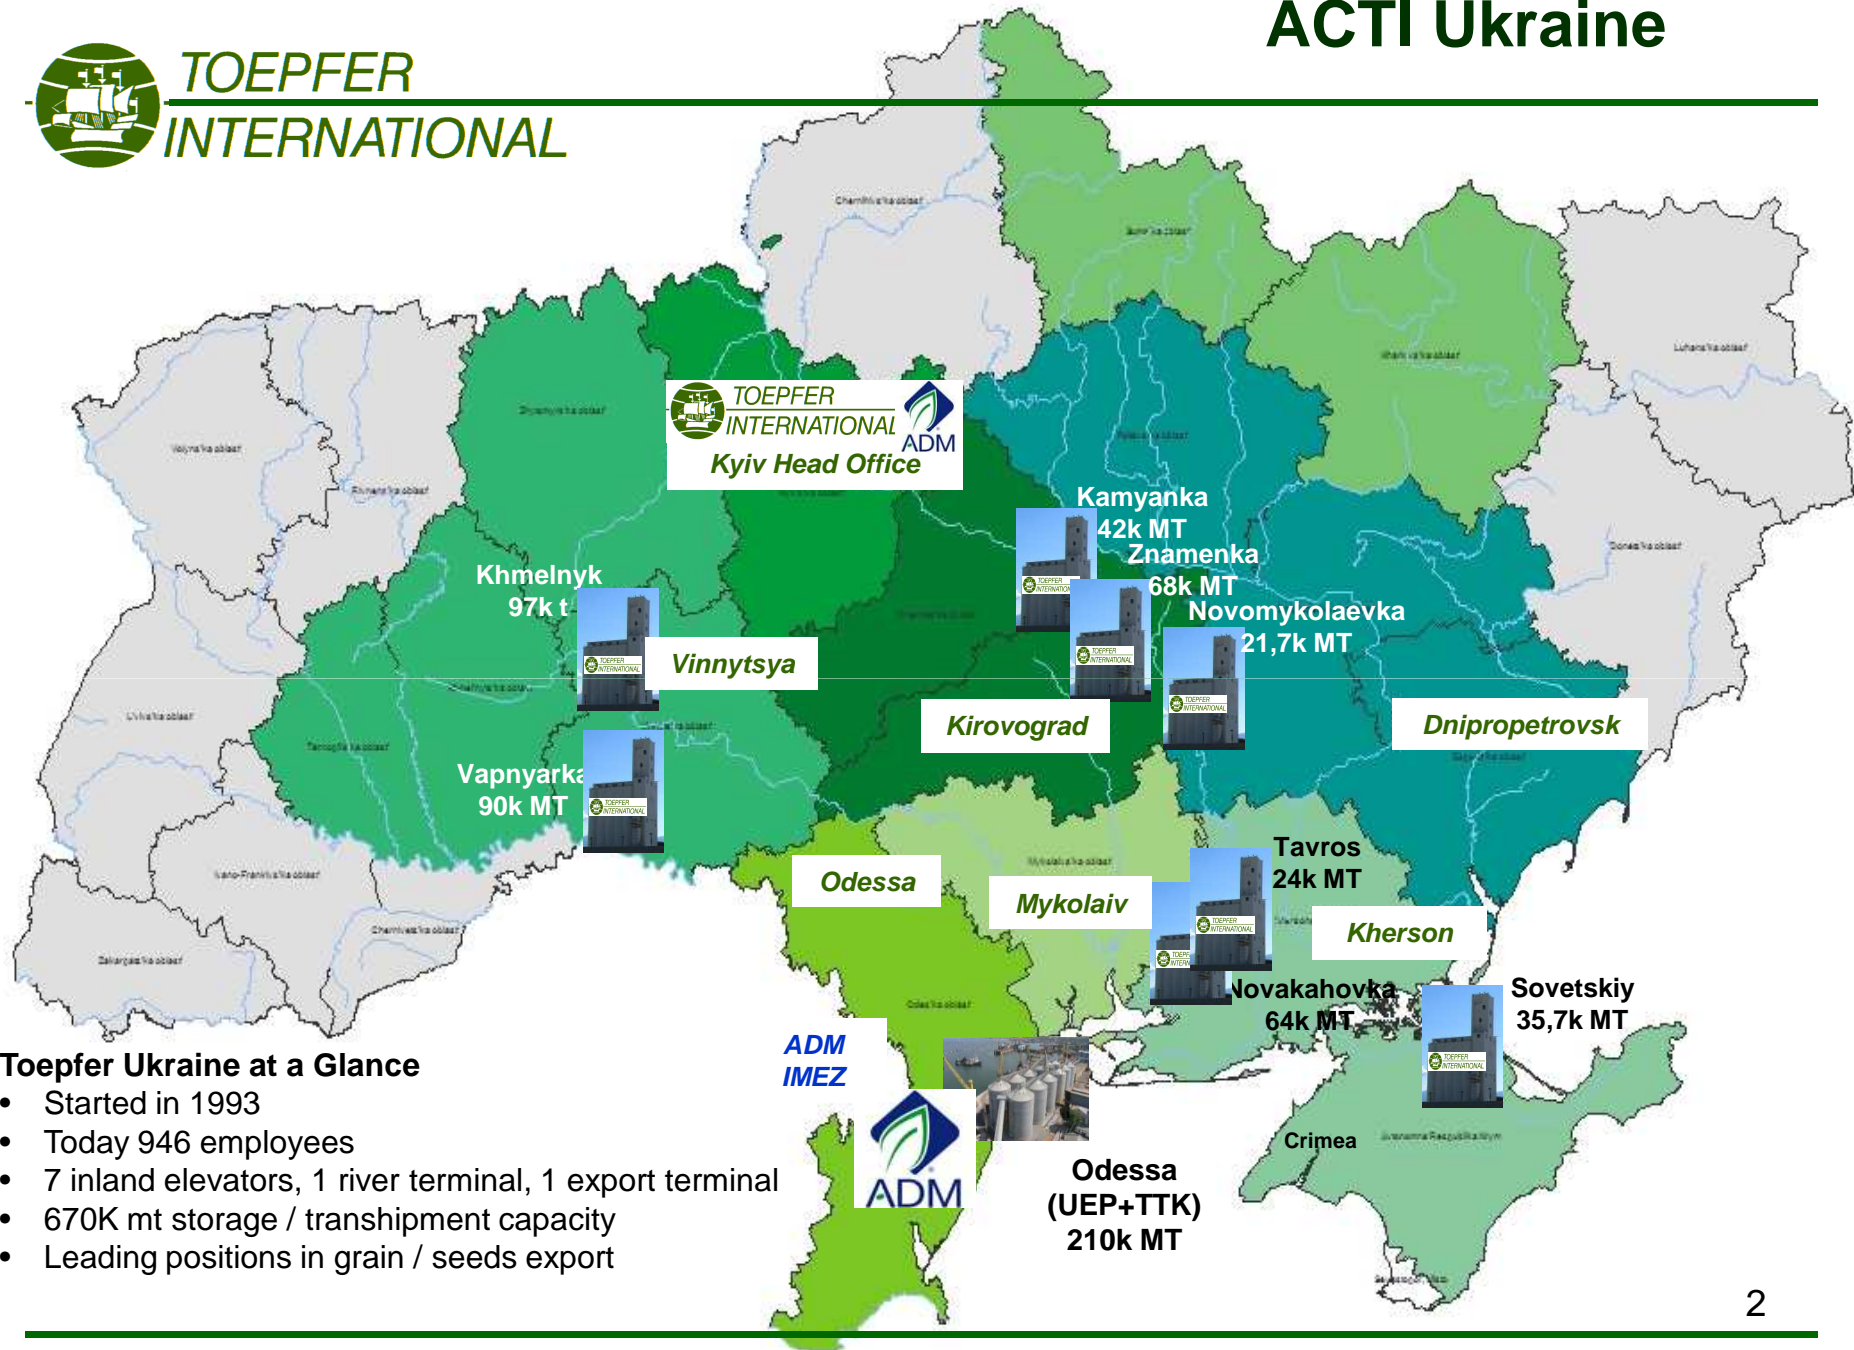 ACTI Ukraine
TOEPFER
INTERNATIONAL
TOEPFER
INTERNATIONAL
ADM
Kyiv Head Office
Kamyanka
42k MT
Znamenka
68k MT
Novomykolaevka
21,7k MT
Khmelnyk
97k t
Vinnytsya
Kirovograd
Dnipropetrovsk
Vapnyarka
90k MT
Odessa
Mykolaiv
Tavros
24k MT
Kherson
Novakahovka
64k MT
Sovetskiy
35,7k MT
Crimea
ADM
IMEZ
ADM
Odessa
(UEP+TTK)
210k MT
Toepfer Ukraine at a Glance
• Started in 1993
• Today 946 employees
• 7 inland elevators, 1 river terminal, 1 export terminal
• 670K mt storage / transhipment capacity
• Leading positions in grain / seeds export
2